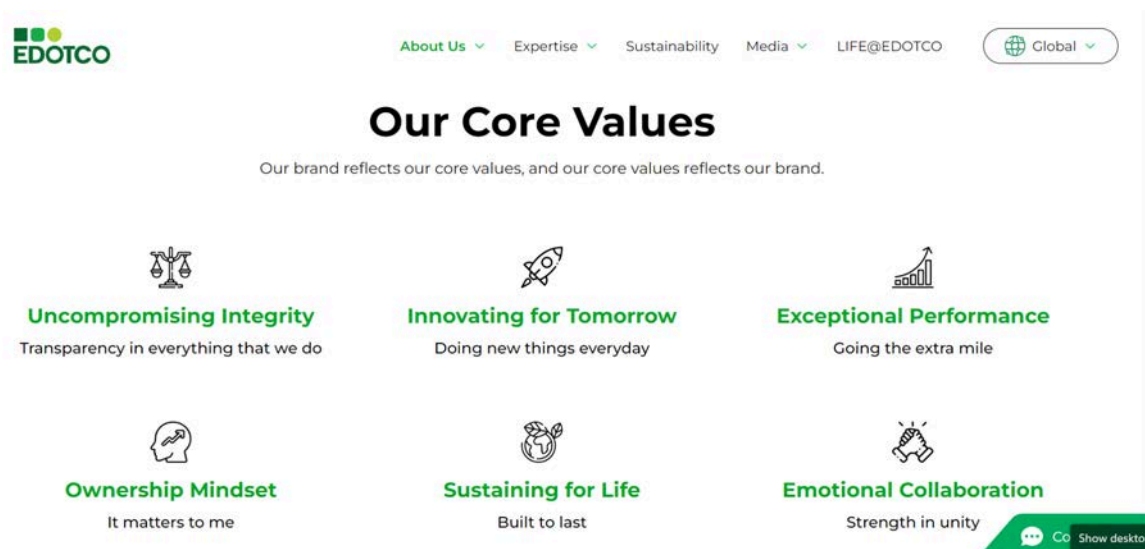 EDOTCO
About Us Expertise Sustainability Media LIFE@EDOTCO Global
Our Core Values
Our brand reflects our core values, and our core values reflects our brand.
Uncompromising Integrity
Transparency in everything that we do
Innovating for Tomorrow
Doing new things everyday
Exceptional Performance
Going the extra mile
Ownership Mindset
It matters to me
Sustaining for Life
Built to last
Emotional Collaboration
Strength in unity
Co
Show deskto